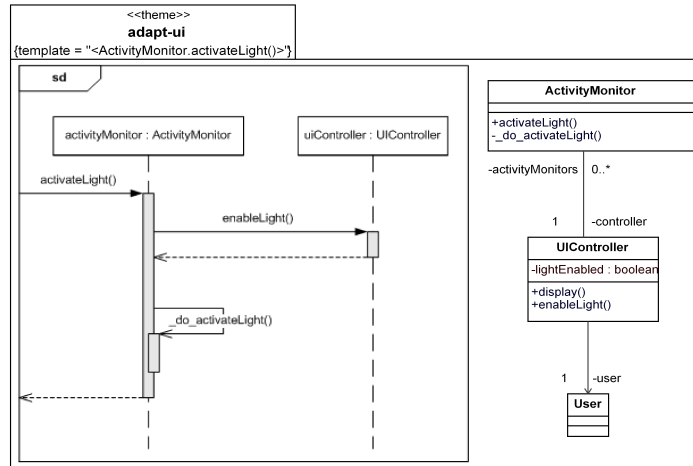 <<theme>>
adapt-ui
{template = "<ActivityMonitor.activateLight()>"}
sd
activityMonitor : ActivityMonitor
uiController : UIController
activateLight()
enableLight()
_do_activateLight()
ActivityMonitor
+activateLight()
-_do_activateLight()
-activityMonitors
0..*
1
-controller
UIController
-lightEnabled : boolean
+display()
+enableLight()
1
-user
User